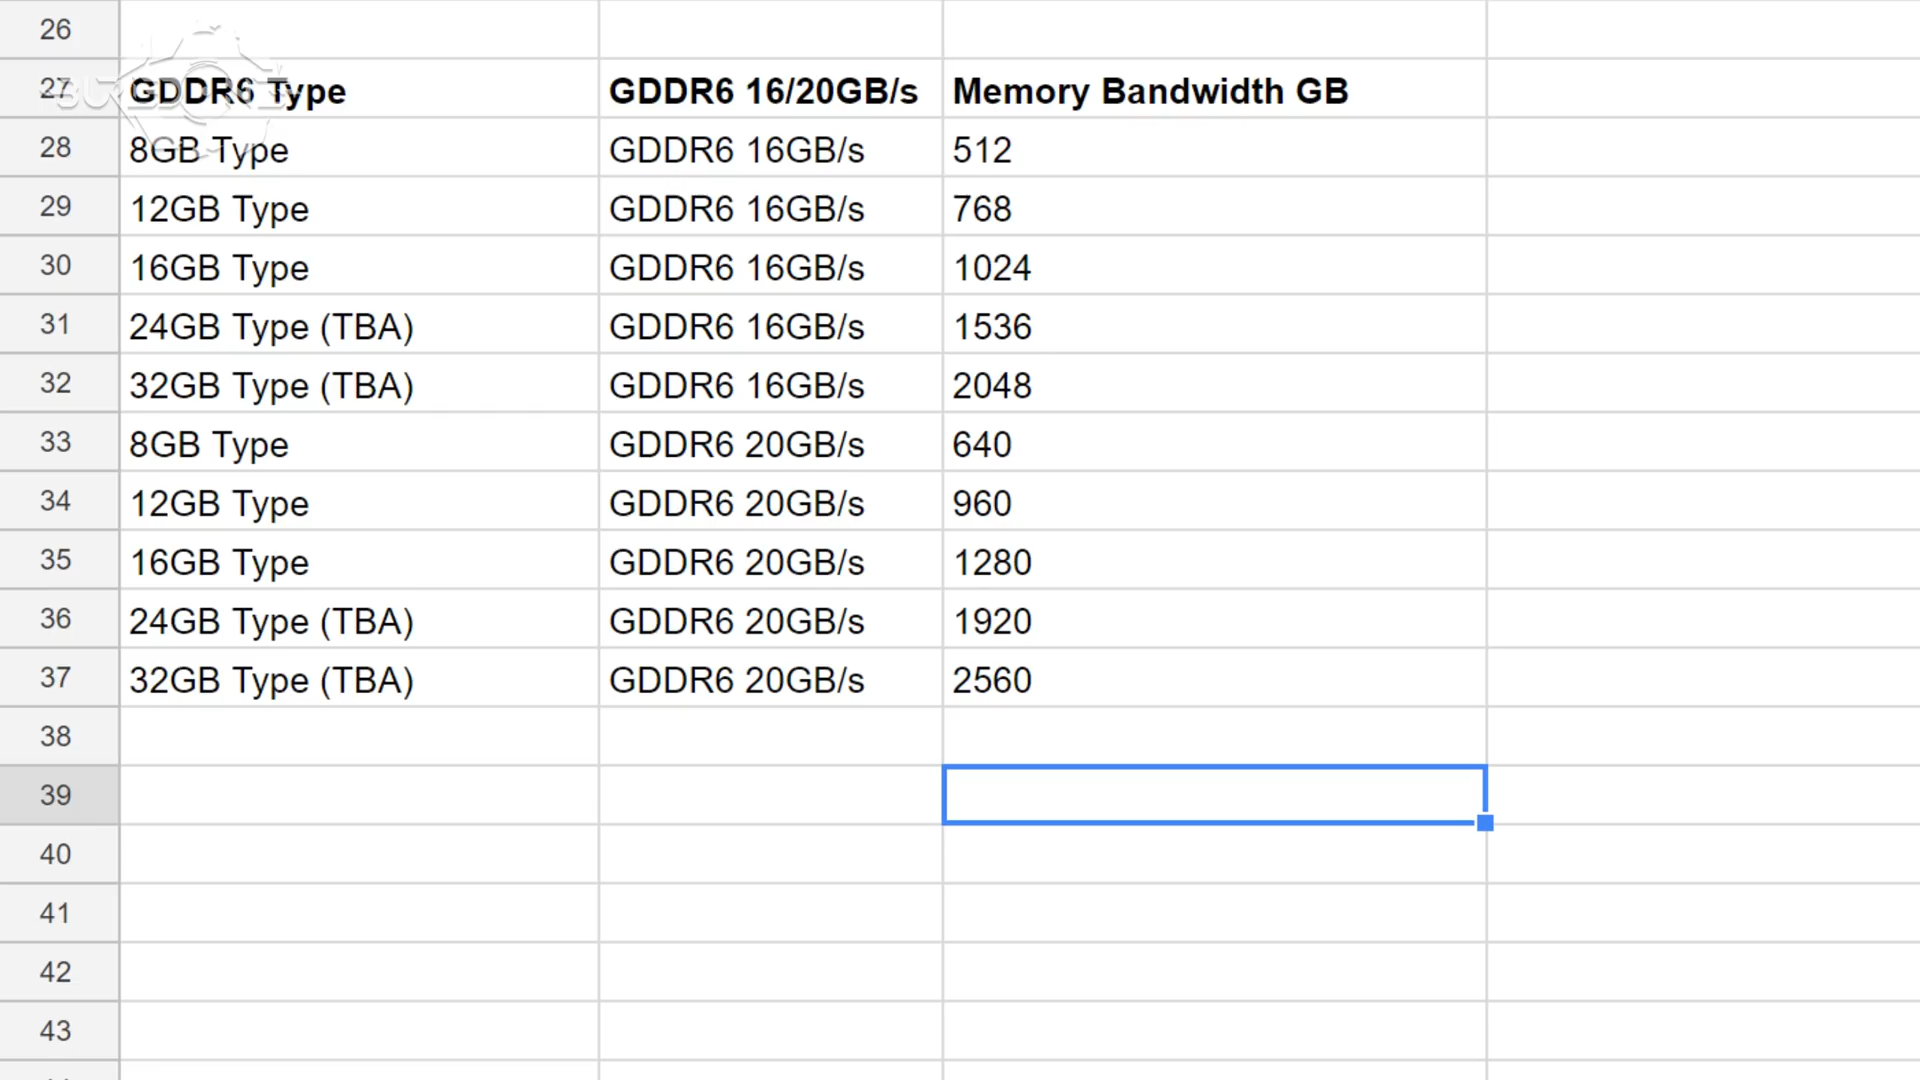 26
27 GDDR6 Type GDDR6 16/20GB/s Memory Bandwidth GB
28 8GB Type GDDR6 16GB/s 512
29 12GB Type GDDR6 16GB/s 768
30 16GB Type GDDR6 16GB/s 1024
31 24GB Type (TBA) GDDR6 16GB/s 1536
32 32GB Type (TBA) GDDR6 16GB/s 2048
33 8GB Type GDDR6 20GB/s 640
34 12GB Type GDDR6 20GB/s 960
35 16GB Type GDDR6 20GB/s 1280
36 24GB Type (TBA) GDDR6 20GB/s 1920
37 32GB Type (TBA) GDDR6 20GB/s 2560
38
39
40
41
42
43